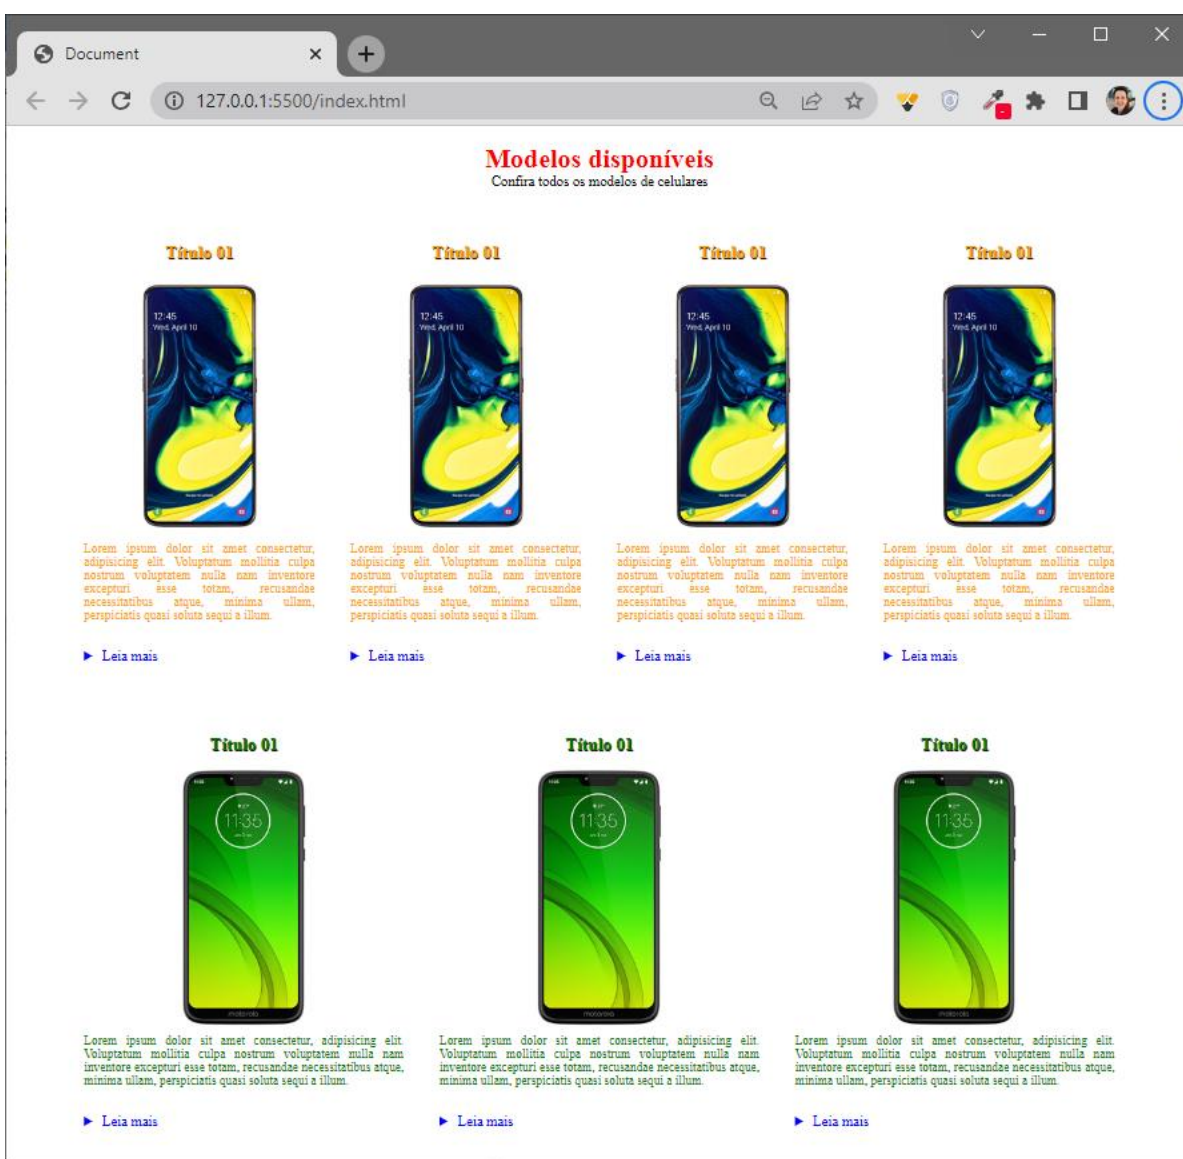 Document
127.0.0.1:5500/index.html
Modelos disponíveis
Confira todos os modelos de celulares
Título 01
Título 01
Título 01
Título 01
12:45
Wed, April 10
12:45
Wed, April 10
12:45
Wed, April 10
12:45
Wed, April 10
Lorem ipsum dolor sit amet consectetur,
adipisicing elit. Voluptatum mollitia culpa
nostrum voluptatem nulla nam inventore
excepturi esse totam, recusandae
necessitatibus atque, minima ullam,
perspiciatis quasi soluta sequi a illum.
Lorem ipsum dolor sit amet consectetur,
adipisicing elit. Voluptatum mollitia culpa
nostrum voluptatem nulla nam inventore
excepturi esse totam, recusandae
necessitatibus atque, minima ullam,
perspiciatis quasi soluta sequi a illum.
Lorem ipsum dolor sit amet consectetur,
adipisicing elit. Voluptatum mollitia culpa
nostrum voluptatem nulla nam inventore
excepturi esse totam, recusandae
necessitatibus atque, minima ullam,
perspiciatis quasi soluta sequi a illum.
Lorem ipsum dolor sit amet consectetur,
adipisicing elit. Voluptatum mollitia culpa
nostrum voluptatem nulla nam inventore
excepturi esse totam, recusandae
necessitatibus atque, minima ullam,
perspiciatis quasi soluta sequi a illum.
Leia mais
Leia mais
Leia mais
Leia mais
Título 01
Título 01
Título 01
11:35
11:35
11:35
motorola
motorola
motorola
Lorem ipsum dolor sit amet consectetur, adipisicing elit.
Voluptatum mollitia culpa nostrum voluptatem nulla nam
inventore excepturi esse totam, recusandae necessitatibus atque,
minima ullam, perspiciatis quasi soluta sequi a illum.
Lorem ipsum dolor sit amet consectetur, adipisicing elit.
Voluptatum mollitia culpa nostrum voluptatem nulla nam
inventore excepturi esse totam, recusandae necessitatibus atque,
minima ullam, perspiciatis quasi soluta sequi a illum.
Lorem ipsum dolor sit amet consectetur, adipisicing elit.
Voluptatum mollitia culpa nostrum voluptatem nulla nam
inventore excepturi esse totam, recusandae necessitatibus atque,
minima ullam, perspiciatis quasi soluta sequi a illum.
Leia mais
Leia mais
Leia mais